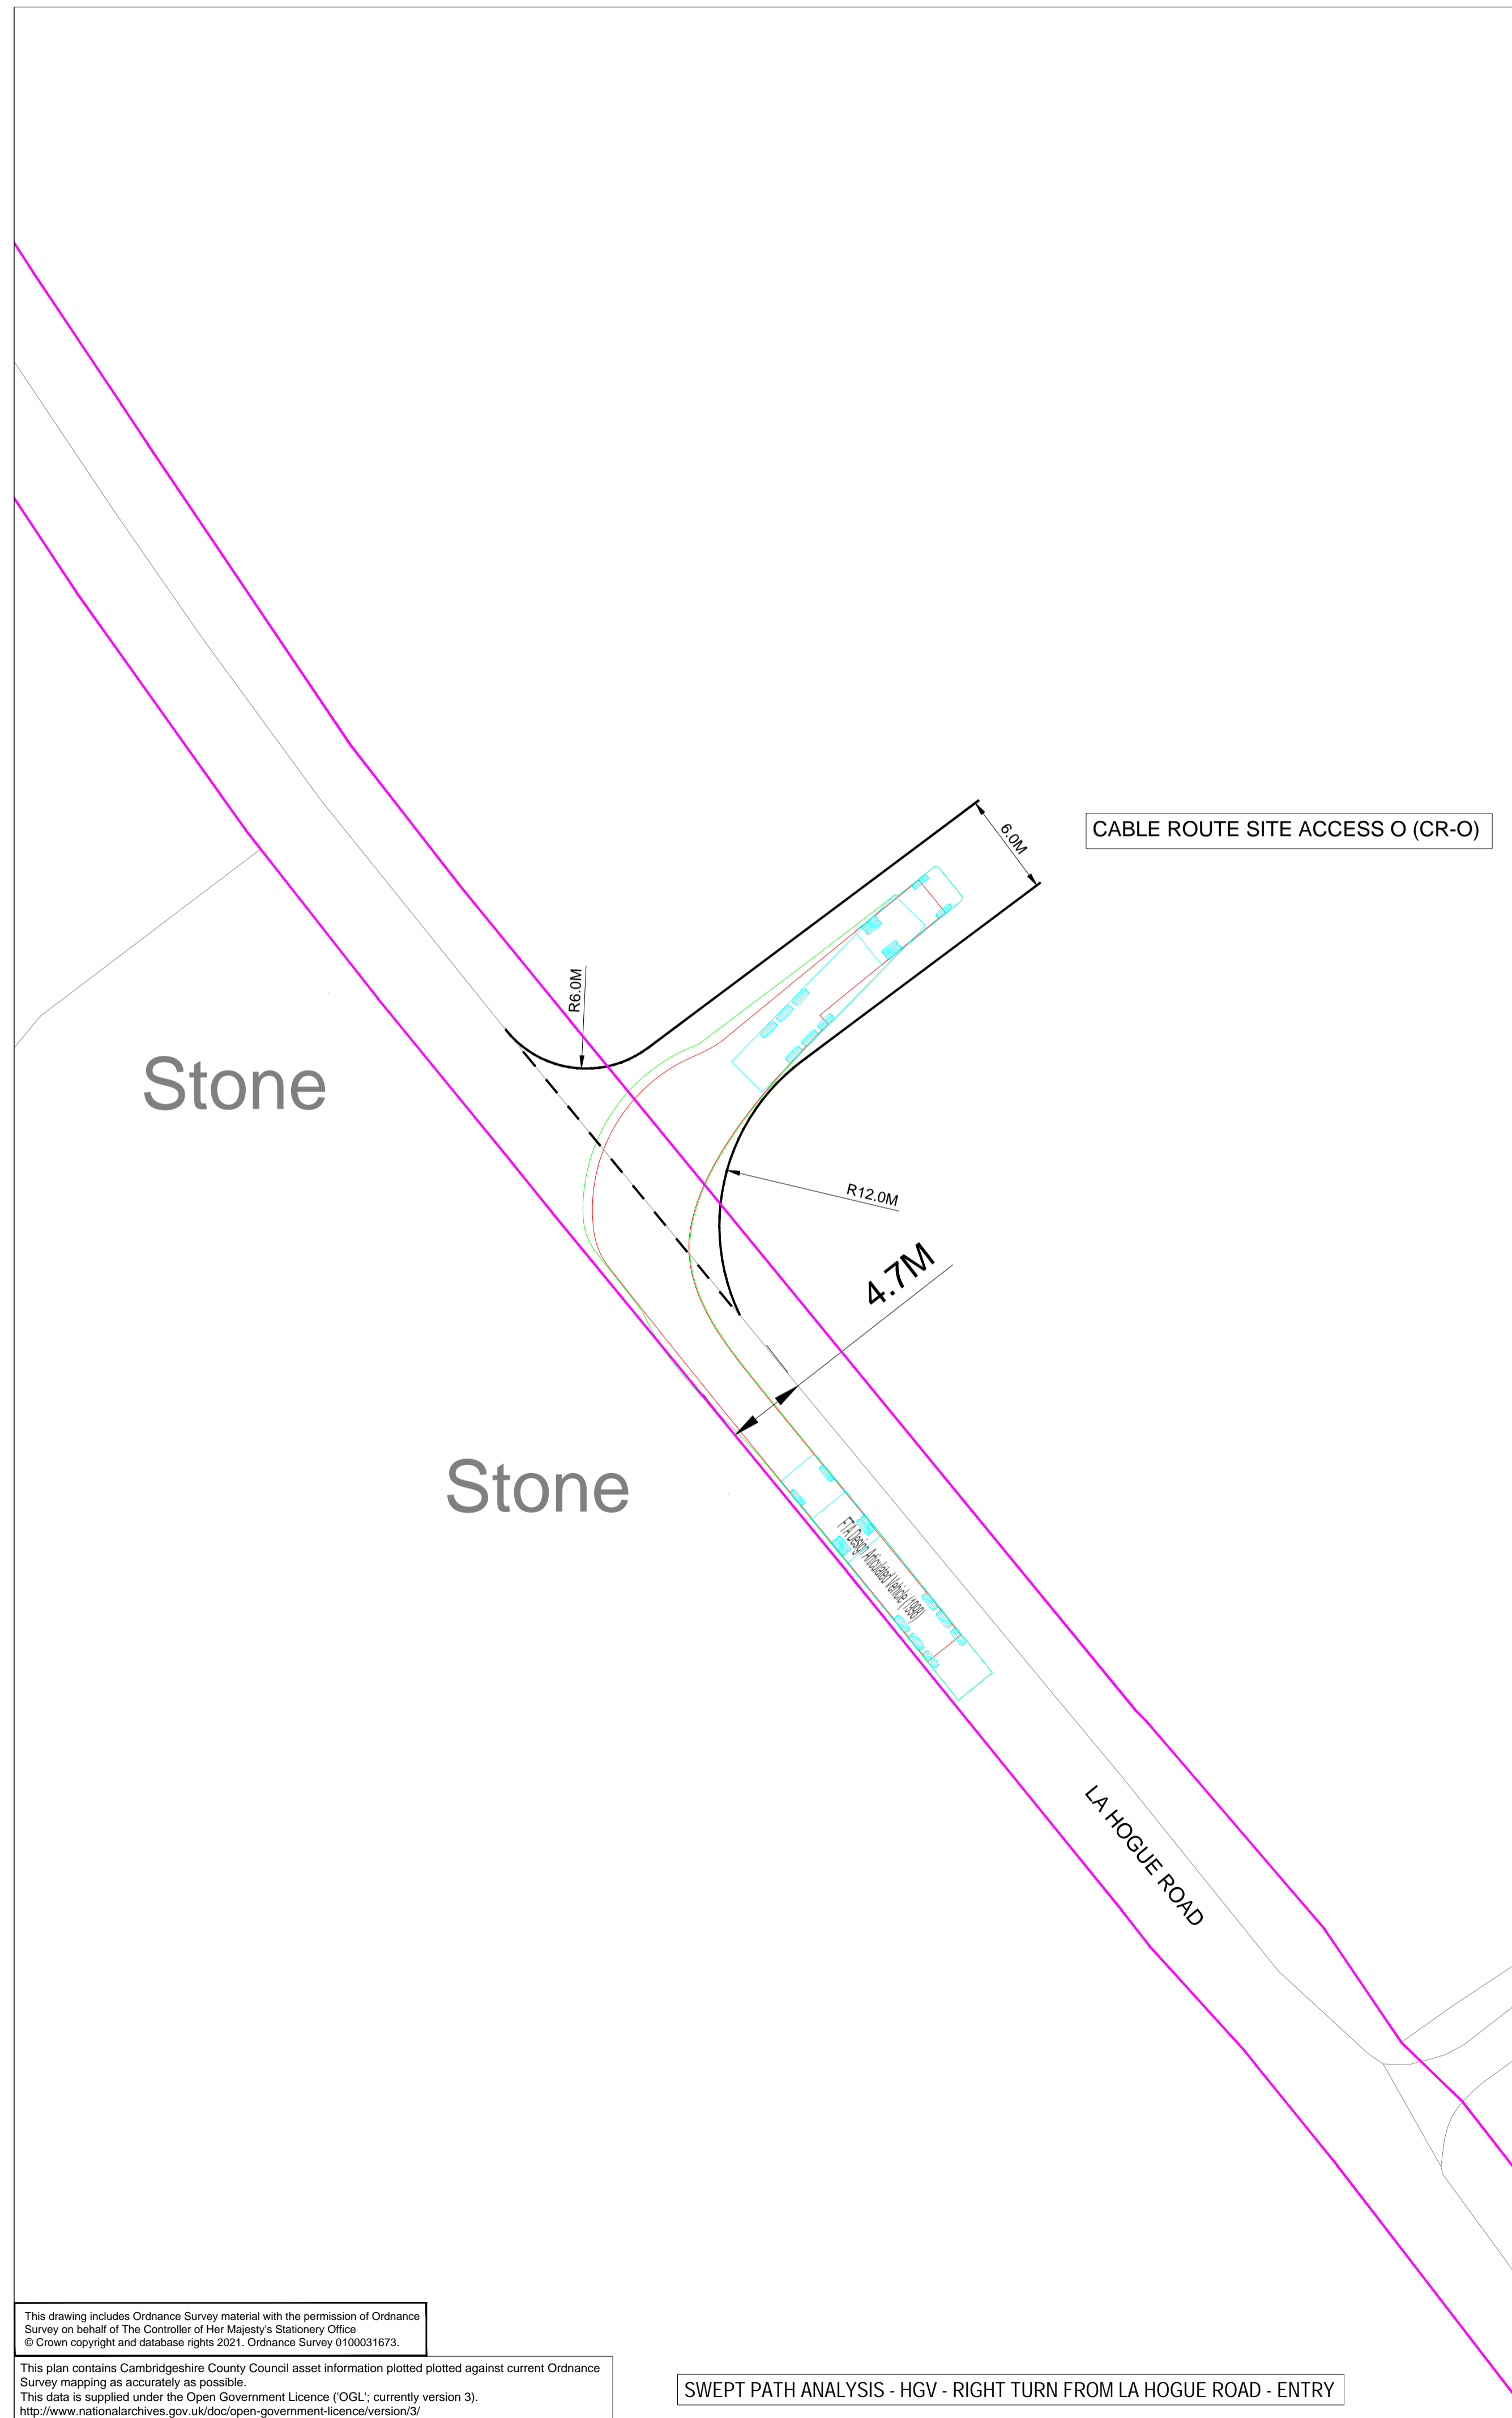 CABLE ROUTE SITE ACCESS O (CR-O)
6.0M
R6.0M
Stone
R12.0M
4.7M
Stone
FTA Design Articulated Vehicle (1998)
LA HOGUE ROAD
This drawing includes Ordnance Survey material with the permission of Ordnance
Survey on behalf of The Controller of Her Majesty's Stationery Office
© Crown copyright and database rights 2021. Ordnance Survey 0100031673.
This plan contains Cambridgeshire County Council asset information plotted plotted against current Ordnance
Survey mapping as accurately as possible.
This data is supplied under the Open Government Licence ('OGL'; currently version 3).
http://www.nationalarchives.gov.uk/doc/open-government-licence/version/3/
SWEPT PATH ANALYSIS - HGV - RIGHT TURN FROM LA HOGUE ROAD - ENTRY